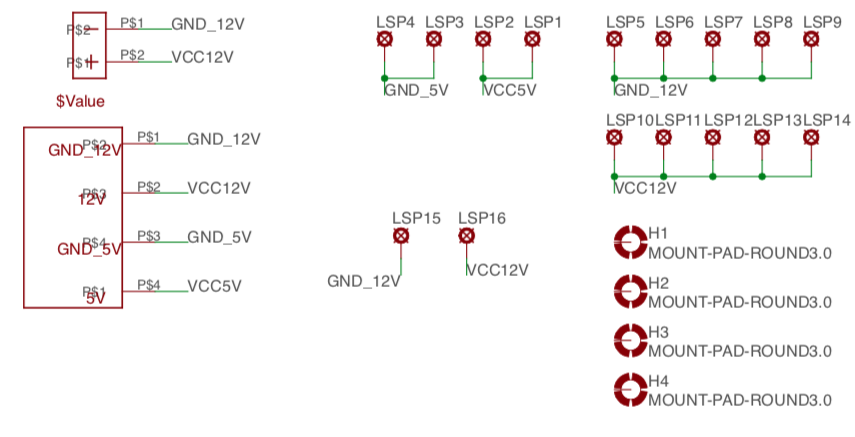 P$2 P$1 GND_12V
P$1 P$2 VCC12V
$Value
P$2 P$1 GND_12V
GND_12V
P$3 P$2 VCC12V
12V
P$4 P$3 GND_5V
GND_5V
P$1 P$4 VCC5V
5V
LSP4 LSP3 LSP2 LSP1
GND_5V VCC5V
LSP5 LSP6 LSP7 LSP8 LSP9
GND_12V
LSP10 LSP11 LSP12 LSP13 LSP14
VCC12V
LSP15 LSP16
GND_12V VCC12V
H1
MOUNT-PAD-ROUND3.0
H2
MOUNT-PAD-ROUND3.0
H3
MOUNT-PAD-ROUND3.0
H4
MOUNT-PAD-ROUND3.0